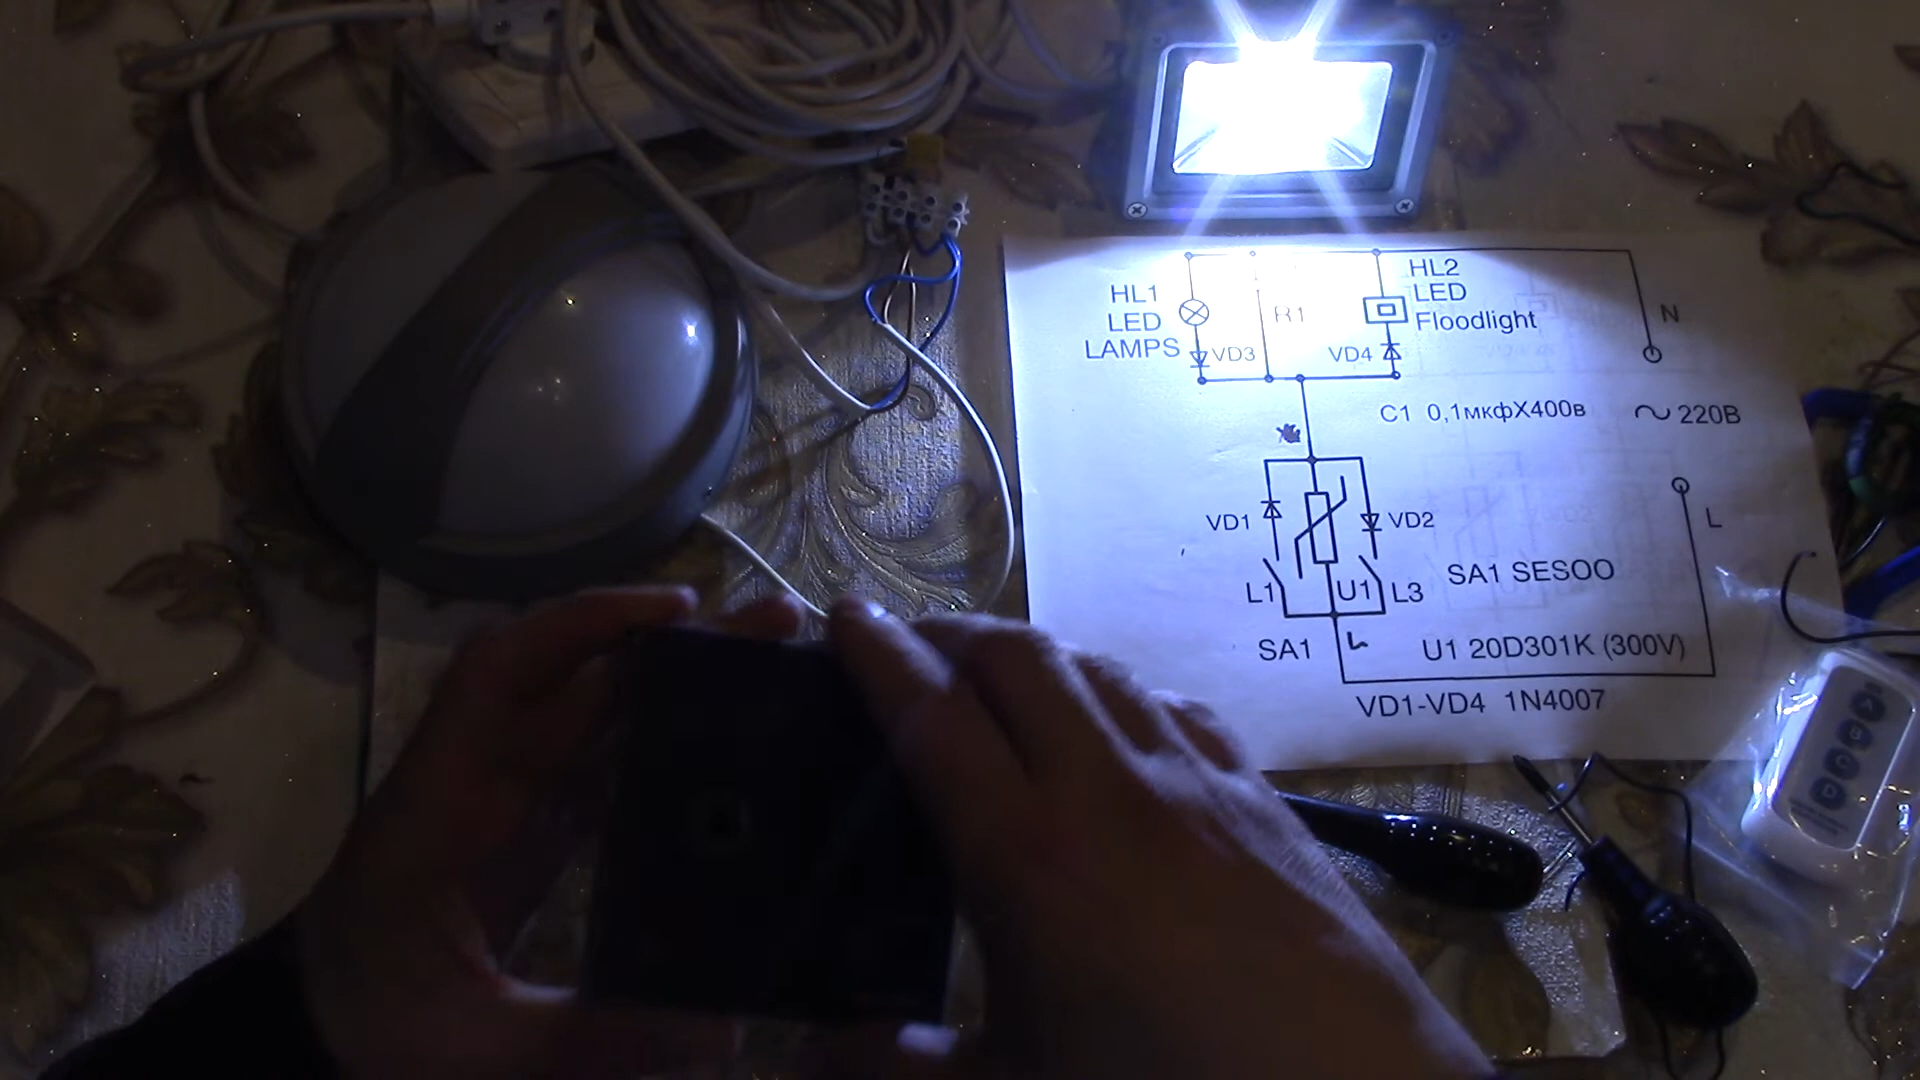 HL1
LED
LAMPS
VD3
R1
HL2
LED
Floodlight
VD4
N
C1 0,1мкфХ400в
~ 220В
VD1
VD2
L
L1
U1
L3
SA1 SESOO
SA1
L
U1 20D301K (300V)
VD1-VD4 1N4007
A
B
C
D